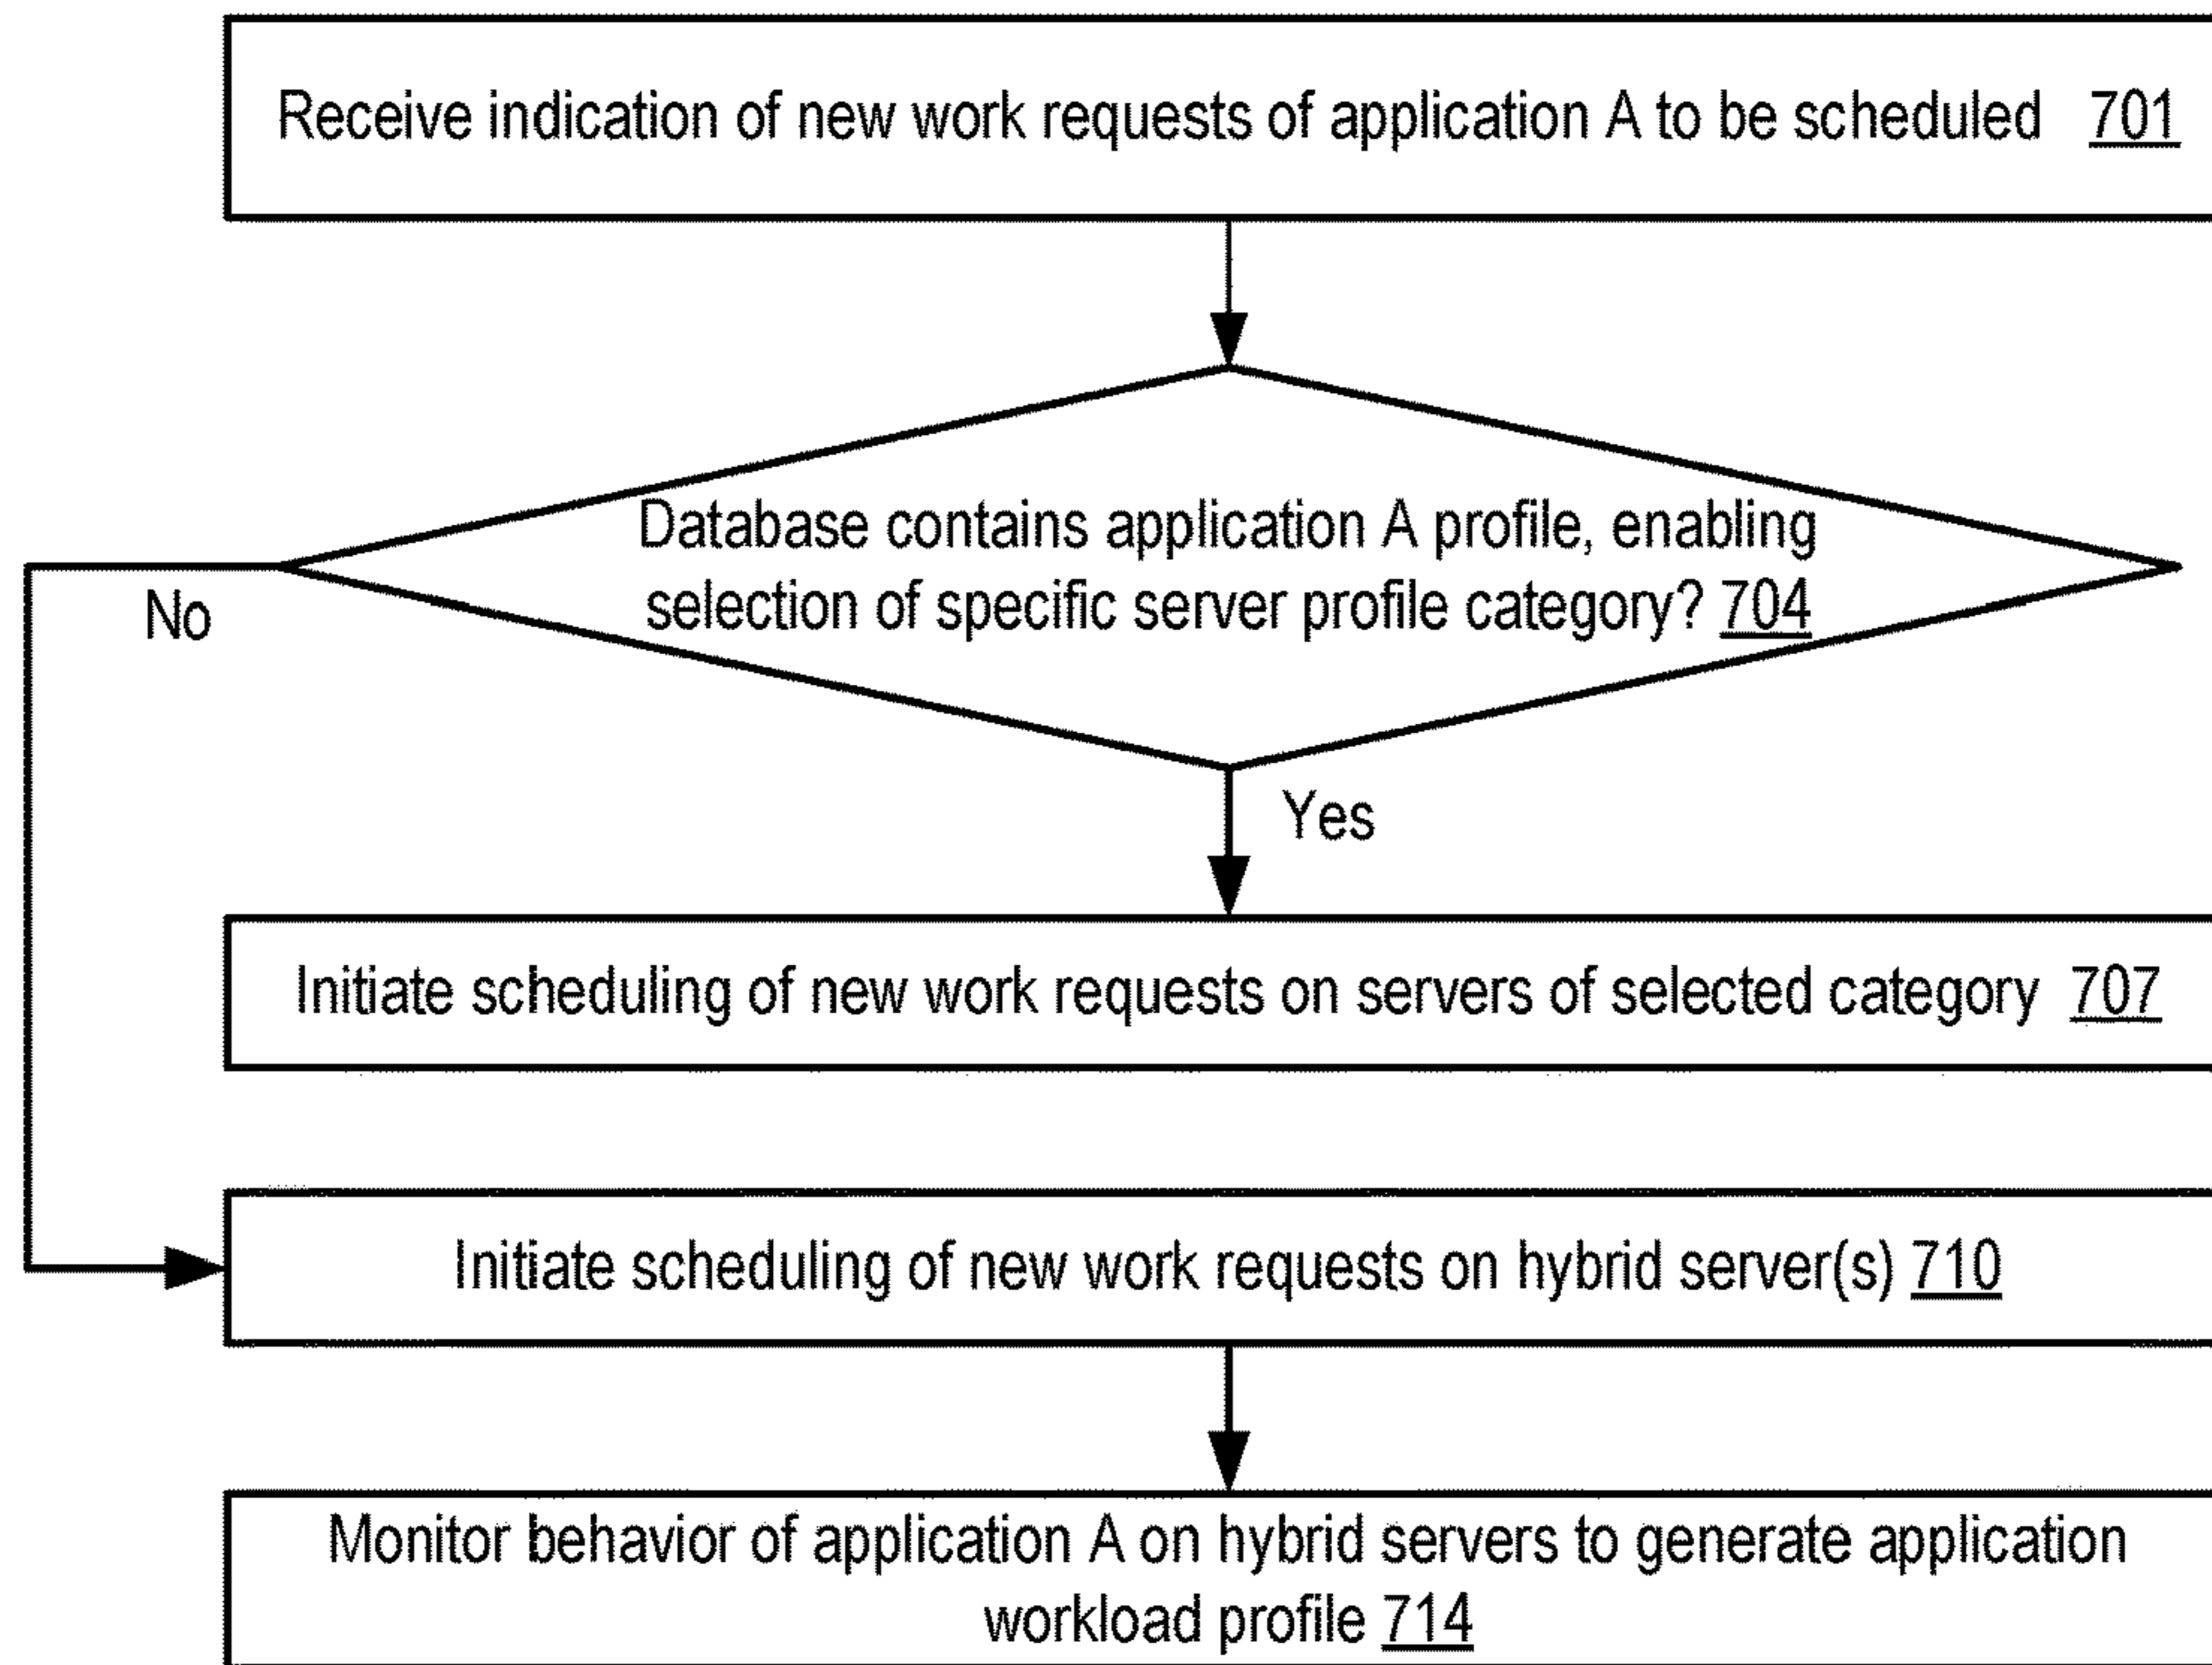 Receive indication of new work requests of application A to be scheduled 701
Database contains application A profile, enabling
selection of specific server profile category? 704
No
Yes
Initiate scheduling of new work requests on servers of selected category 707
Initiate scheduling of new work requests on hybrid server(s) 710
Monitor behavior of application A on hybrid servers to generate application
workload profile 714